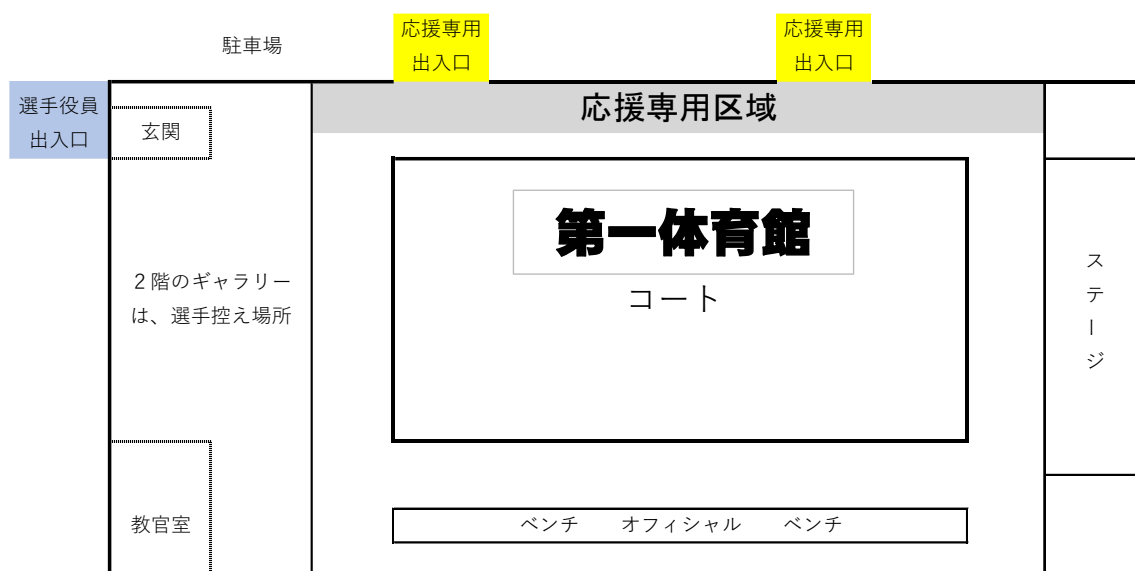 駐車場
応援専用
出入口
応援専用
出入口
選手役員
出入口
玄関
応援専用区域
第一体育館
コート
２階のギャラリー
は、選手控え場所
ステージ
教官室
ベンチ　オフィシャル　ベンチ